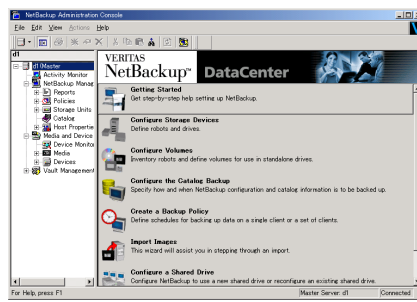 NetBackup Administration Console
File Edit View Actions Help
d1
VERITAS
NetBackup™ DataCenter
d1 (Master
Activity Monitor
NetBackup Manag
Reports
Policies
Storage Units
Catalog
Host Propertie
Media and Device
Device Monito
Media
Devices
Vault Management
Getting Started
Get step-by-step help setting up NetBackup.
Configure Storage Devices
Define robots and drives.
Configure Volumes
Inventory robots and define volumes for use in standalone drives.
Configure the Catalog Backup
Specify how and when NetBackup configuration and catalog information is to be backed up.
Create a Backup Policy
Define schedules for backing up data on a single client or a set of clients.
Import Images
This wizard will assist you in stepping through an import.
Configure a Shared Drive
Configure NetBackup to use a new shared drive or reconfigure an existing shared drive.
For Help, press F1
Master Server: d1
Connected